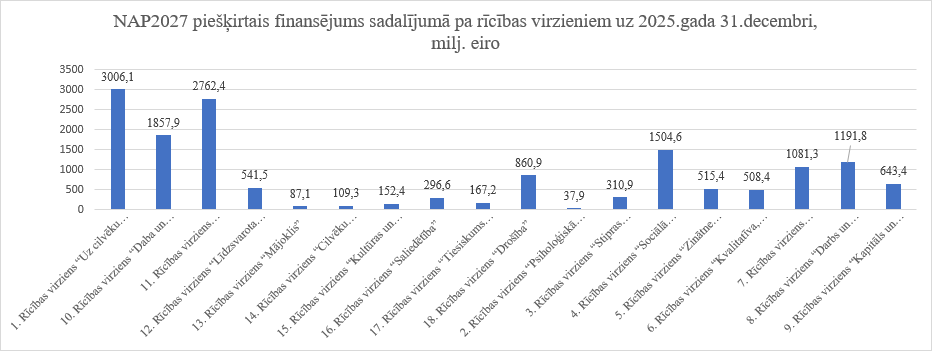 NAP2027 piešķirtais finansējums sadalījumā pa rīcības virzieniem uz 2025.gada 31.decembri,
milj. eiro
3500
3000
2500
2000
1500
1000
500
0
3006,1
1857,9
2762,4
541,5
87,1
109,3
152,4
296,6
167,2
860,9
37,9
310,9
1504,6
515,4
508,4
1081,3
1191,8
643,4
1. Rīcības virziens “Uz cilvēku…
10. Rīcības virziens “Daba un…
11. Rīcības virziens…
12. Rīcības virziens “Līdzsvarota…
13. Rīcības virziens “Mājoklis”
14. Rīcības virziens “Cilvēku…
15. Rīcības virziens “Kultūras un…
16. Rīcības virziens “Saliedētība”
17. Rīcības virziens “Tiesiskums…
18. Rīcības virziens “Drošība”
2. Rīcības virziens “Psiholoģiskā…
3. Rīcības virziens “Stipras…
4. Rīcības virziens “Sociālā…
5. Rīcības virziens “Zinātne…
6. Rīcības virziens “Kvalitatīva,…
7. Rīcības virziens…
8. Rīcības virziens “Darbs un…
9. Rīcības virziens “Kapitāls un…